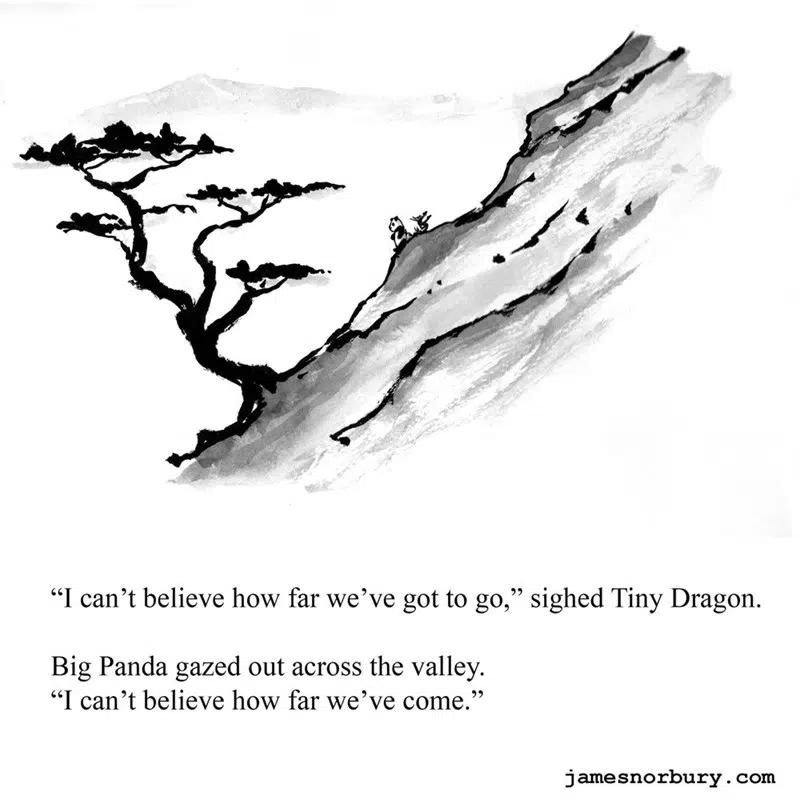 “I can’t believe how far we’ve got to go,” sighed Tiny Dragon.
Big Panda gazed out across the valley.
“I can’t believe how far we’ve come.”
jamesnorbury.com